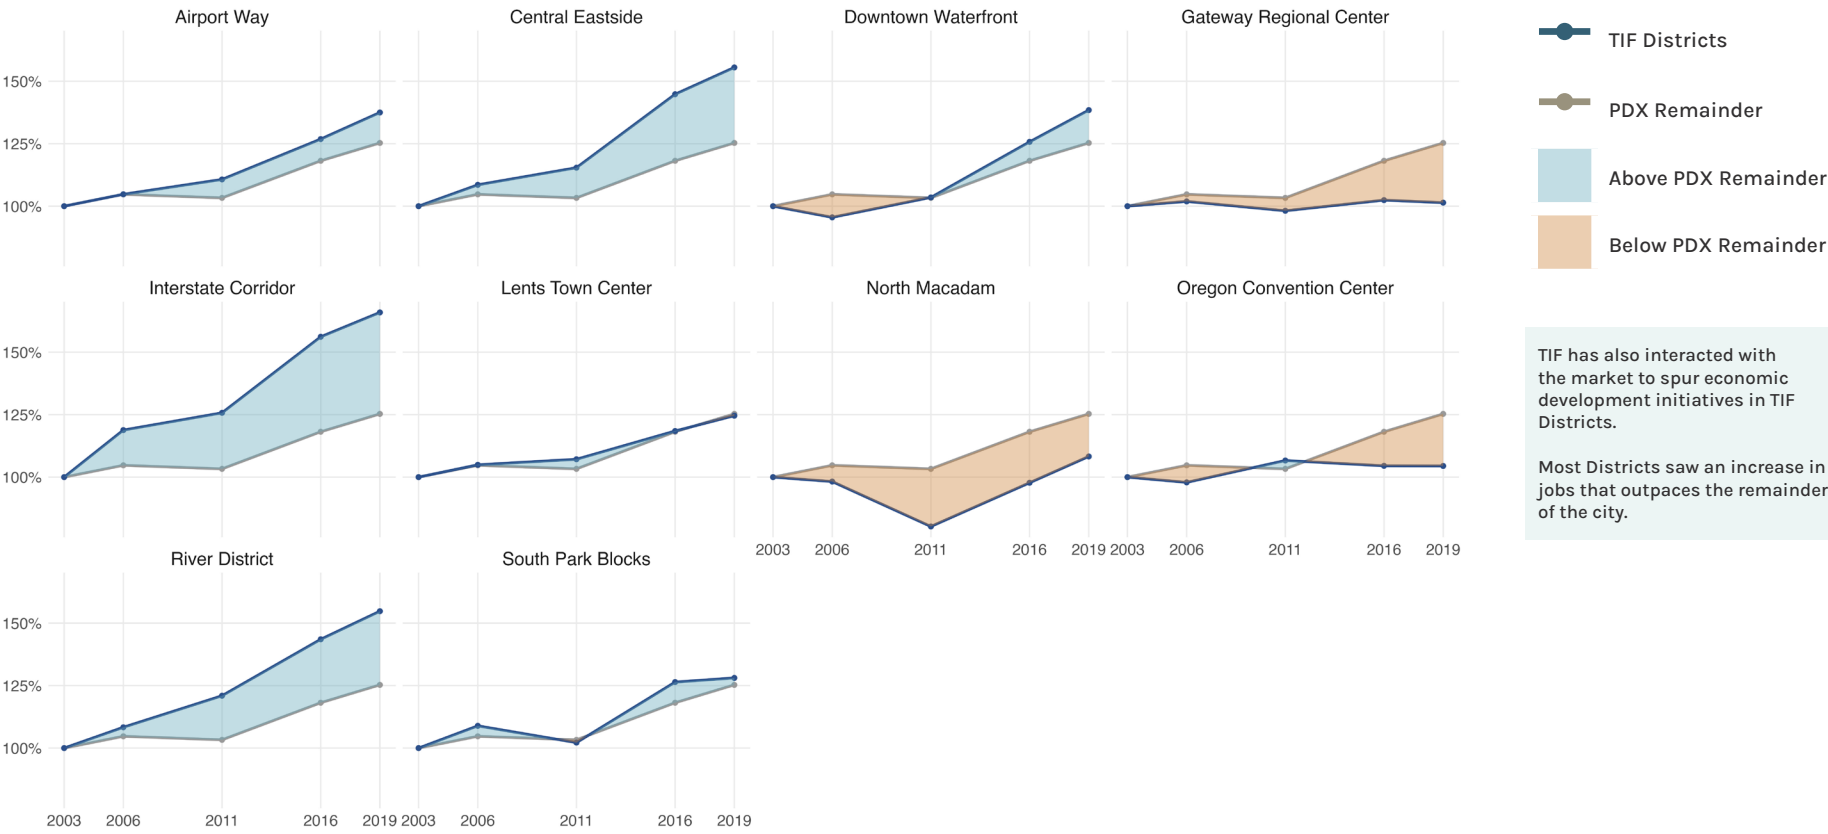 Airport Way
Central Eastside
Downtown Waterfront
Gateway Regional Center
150%
125%
100%
Interstate Corridor
Lents Town Center
North Macadam
Oregon Convention Center
150%
125%
100%
2003 2006 2011 2016 2019
2003 2006 2011 2016 2019
River District
South Park Blocks
150%
125%
100%
2003 2006 2011 2016 2019
2003 2006 2011 2016 2019
TIF Districts
PDX Remainder
Above PDX Remainder
Below PDX Remainder
TIF has also interacted with
the market to spur economic
development initiatives in TIF
Districts.
Most Districts saw an increase in
jobs that outpaces the remainder
of the city.